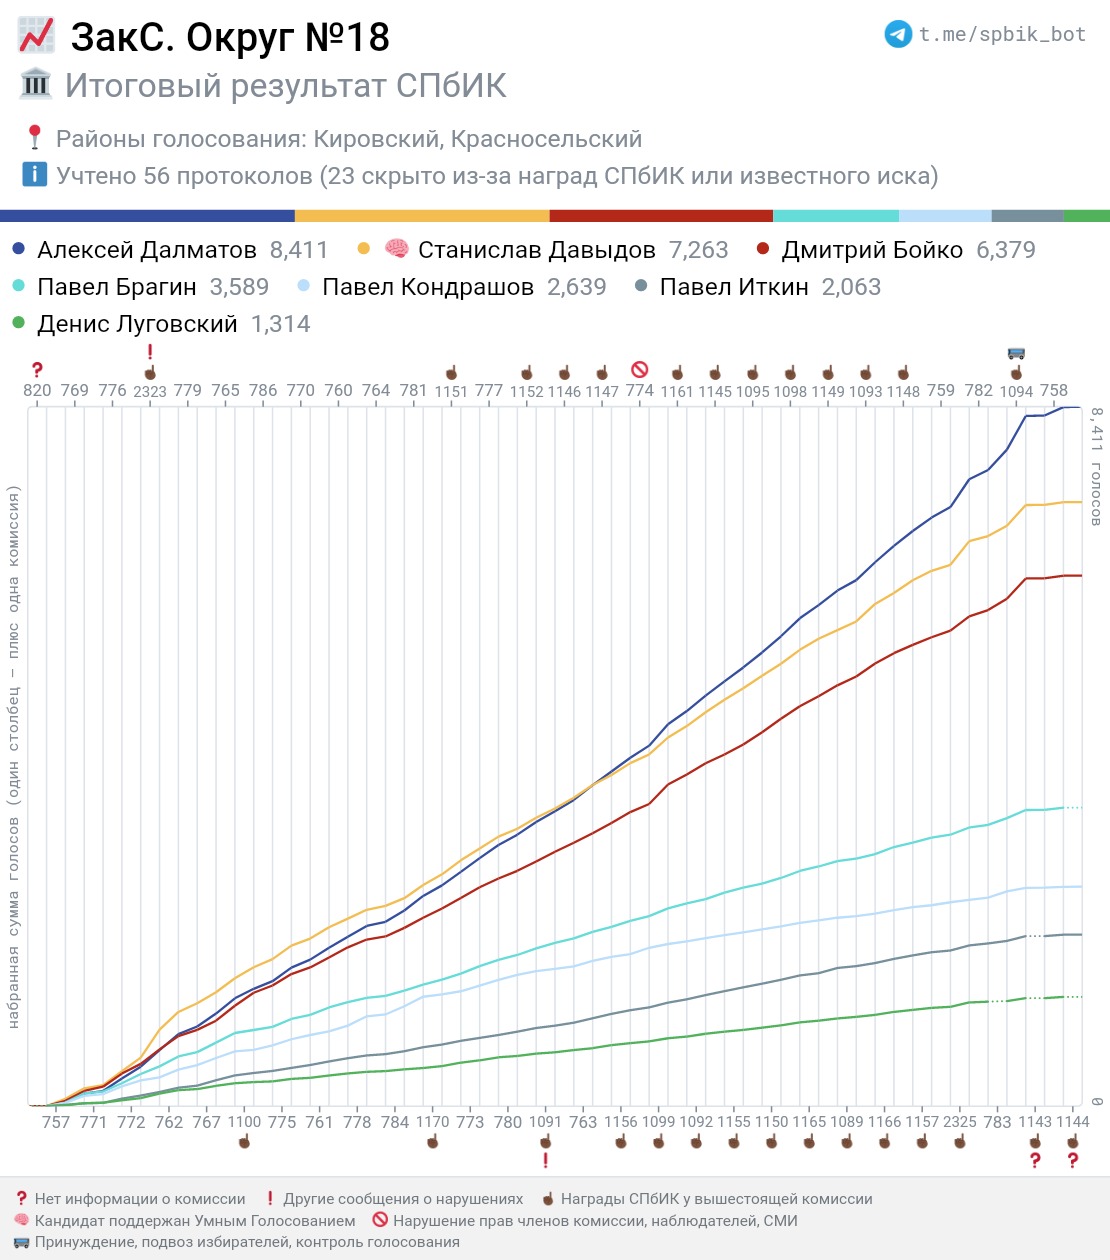 ЗакС. Округ №18
t.me/spbik_bot
Итоговый результат СПбИК
Районы голосования: Кировский, Красносельский
Учтено 56 протоколов (23 скрыто из-за наград СПбИК или известного иска)
Алексей Далматов 8,411 Станислав Давыдов 7,263 Дмитрий Бойко 6,379
Павел Брагин 3,589 Павел Кондрашов 2,639 Павел Иткин 2,063
Денис Луговский 1,314
820 769 776 2323 779 765 786 770 760 764 781 1151 777 1152 1146 1147 774 1161 1145 1095 1098 1149 1093 1148 759 782 1094 758
8,411 голосов
набранная сумма голосов (один столбец – плюс одна комиссия)
0
757 771 772 762 767 1100 775 761 778 784 1170 773 780 1091 763 1156 1099 1092 1155 1150 1165 1089 1166 1157 2325 783 1143 1144
Нет информации о комиссии Другие сообщения о нарушениях Награды СПбИК у вышестоящей комиссии
Кандидат поддержан Умным Голосованием Нарушение прав членов комиссии, наблюдателей, СМИ
Принуждение, подвоз избирателей, контроль голосования